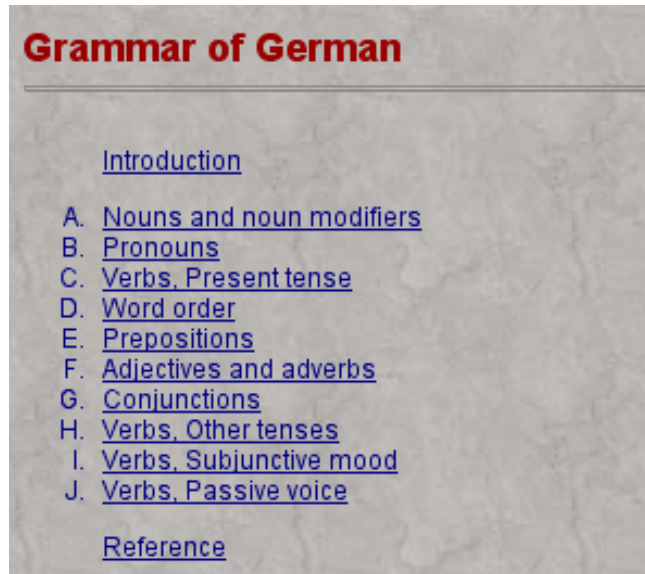 Grammar of German
Introduction
A. Nouns and noun modifiers
B. Pronouns
C. Verbs, Present tense
D. Word order
E. Prepositions
F. Adjectives and adverbs
G. Conjunctions
H. Verbs, Other tenses
I. Verbs, Subjunctive mood
J. Verbs, Passive voice
Reference